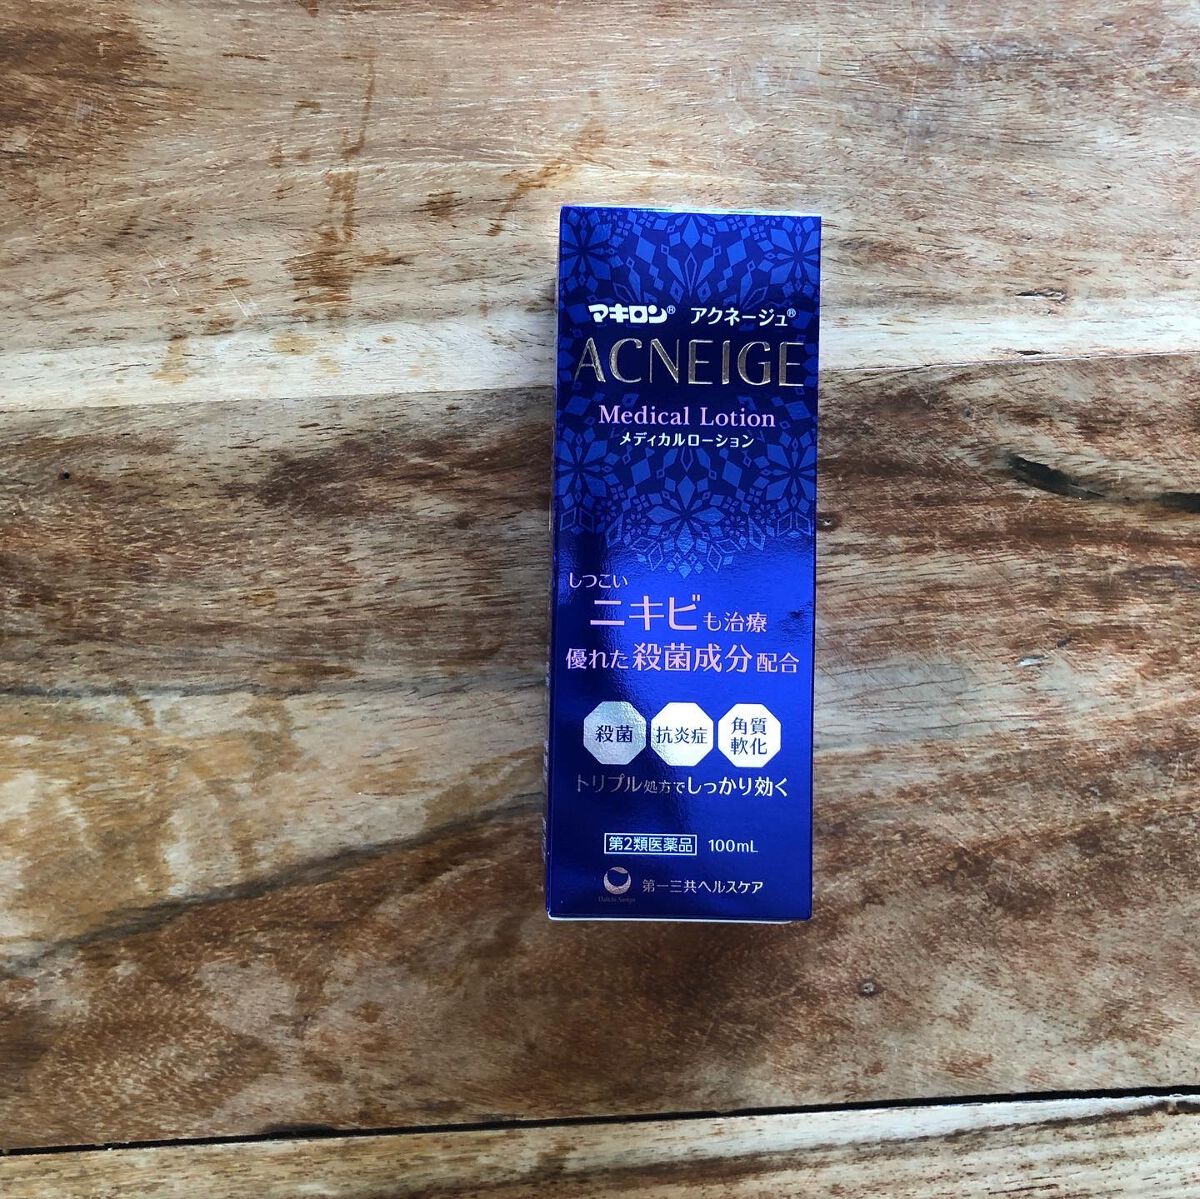 マキロン® アクネージュ®
ACNEIGE
Medical Lotion
メディカルローション
しつこい
ニキビも治療
優れた殺菌成分配合
殺菌 抗炎症 角質軟化
トリプル処方でしっかり効く
第2類医薬品 100mL
第一三共ヘルスケア
Daiichi-Sankyo